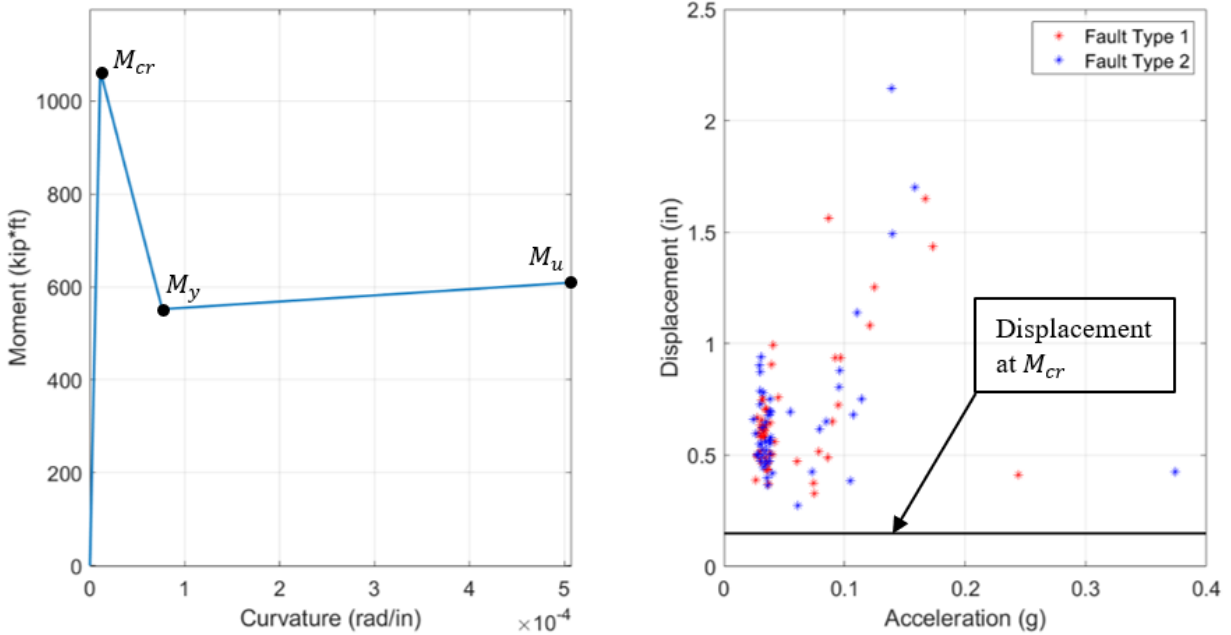 M_cr
M_y
M_u
Moment (kip*ft)
1000
800
600
400
200
0
0 1 2 3 4 5
Curvature (rad/in)
×10⁻⁴
Fault Type 1
Fault Type 2
Displacement
at M_cr
Displacement (in)
2.5
2
1.5
1
0.5
0
0 0.1 0.2 0.3 0.4
Acceleration (g)